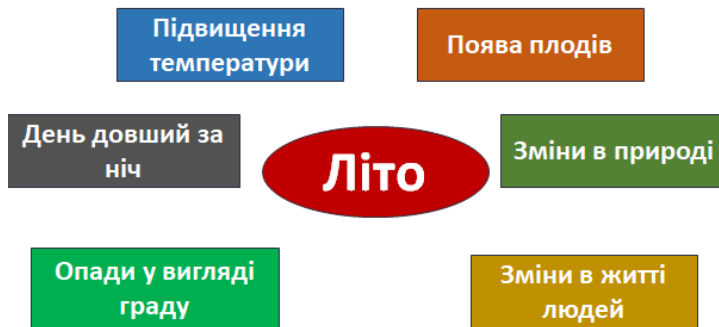 Підвищення
температури
Поява плодів
День довший за
ніч
Літо
Зміни в природі
Опади у вигляді
граду
Зміни в житті
людей